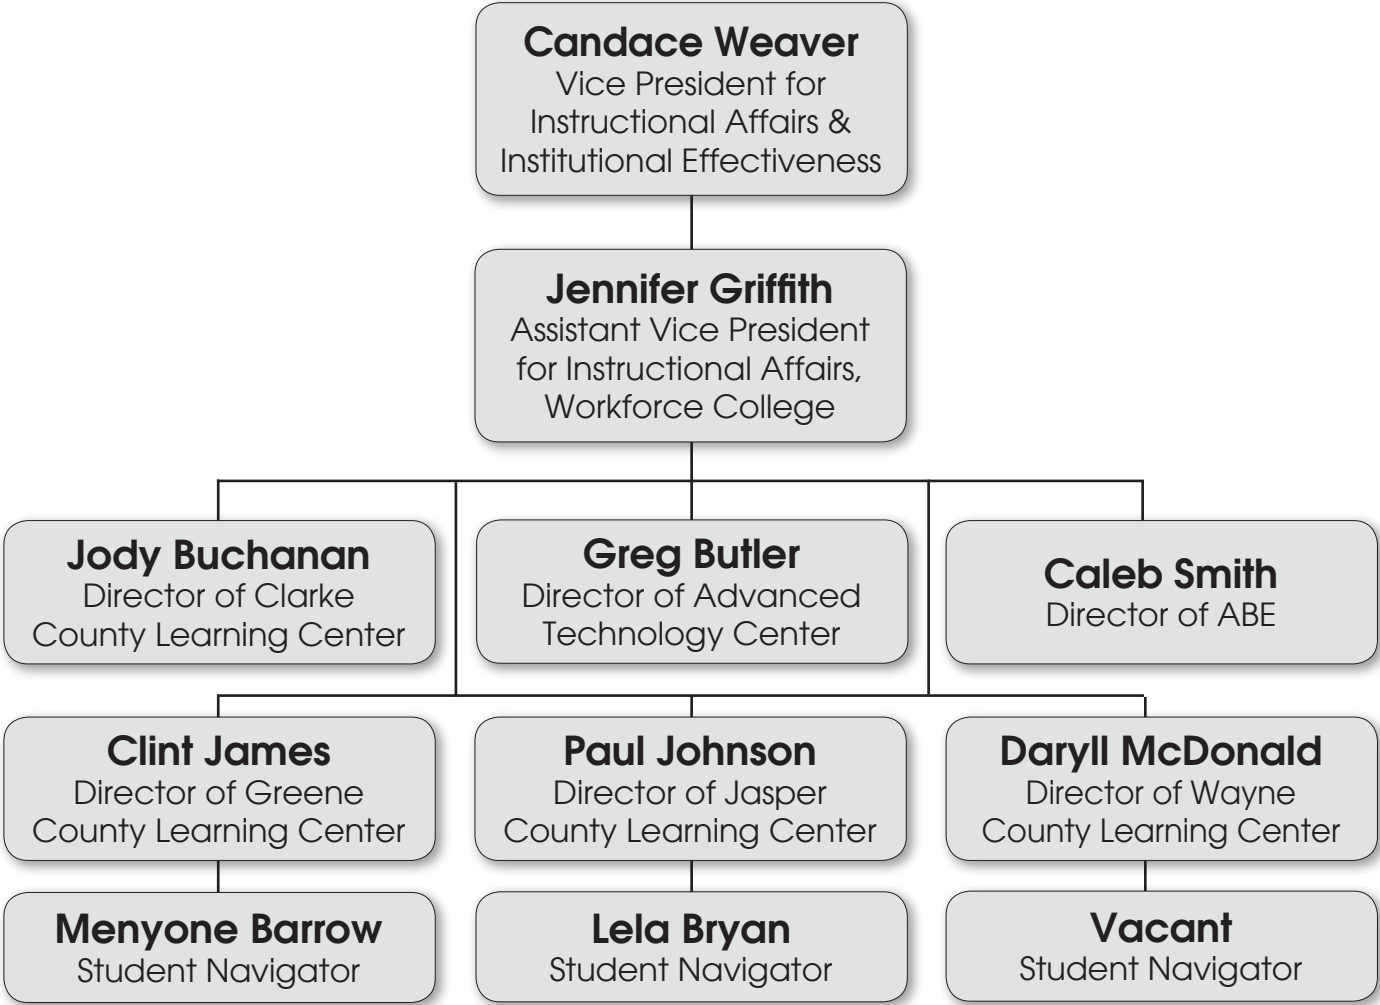 Candace Weaver
Vice President for
Instructional Affairs &
Institutional Effectiveness
Jennifer Griffith
Assistant Vice President
for Instructional Affairs,
Workforce College
Jody Buchanan
Director of Clarke
County Learning Center
Greg Butler
Director of Advanced
Technology Center
Caleb Smith
Director of ABE
Clint James
Director of Greene
County Learning Center
Paul Johnson
Director of Jasper
County Learning Center
Daryll McDonald
Director of Wayne
County Learning Center
Menyone Barrow
Student Navigator
Lela Bryan
Student Navigator
Vacant
Student Navigator